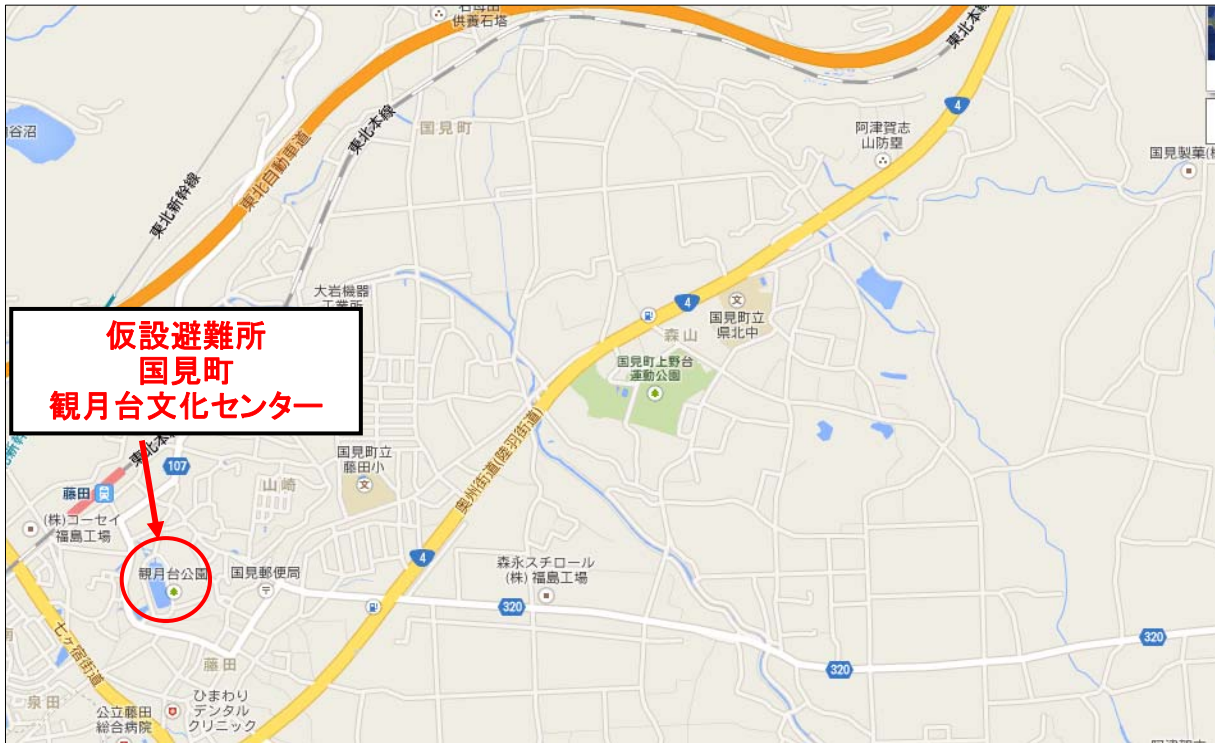 石母田
供養石塔
東北本線
4
谷沼
東北本線
国見町
阿津賀志
山防塁
国見製菓(株
東北新幹線
東北自動車道
大岩機器
工業所
4
国見町立
県北中
森山
国見町上野台
運動公園
仮設避難所
国見町
観月台文化センター
東北本線
107
国見町立
藤田小
奥州街道(陸羽街道)
藤田
山崎
(株)コーセイ
福島工場
4
観月台公園
国見郵便局
森永スチロール
(株) 福島工場
320
320
320
七ヶ宿街道
藤田
泉田
ひまわり
デンタル
クリニック
公立藤田
総合病院